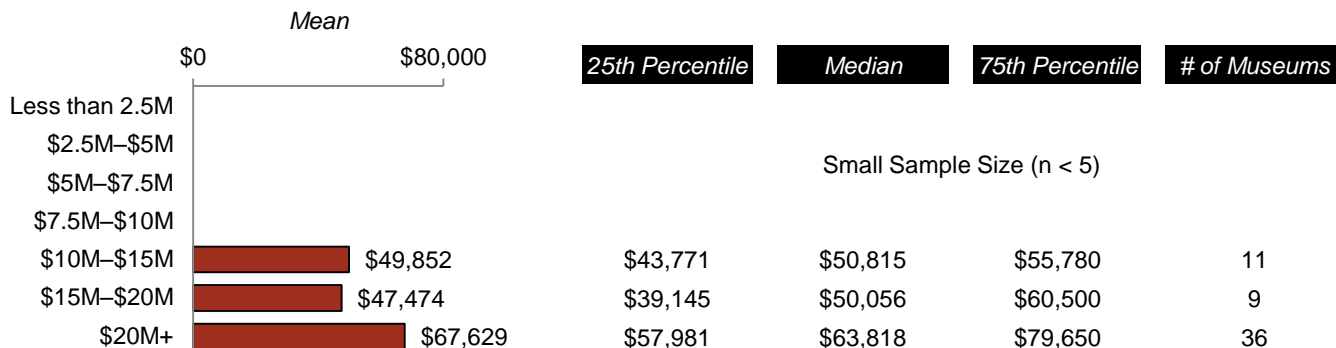 Mean
$0 $80,000 25th Percentile Median 75th Percentile # of Museums
Less than 2.5M
$2.5M–$5M
Small Sample Size (n < 5)
$5M–$7.5M
$7.5M–$10M
$10M–$15M $49,852 $43,771 $50,815 $55,780 11
$15M–$20M $47,474 $39,145 $50,056 $60,500 9
$20M+ $67,629 $57,981 $63,818 $79,650 36